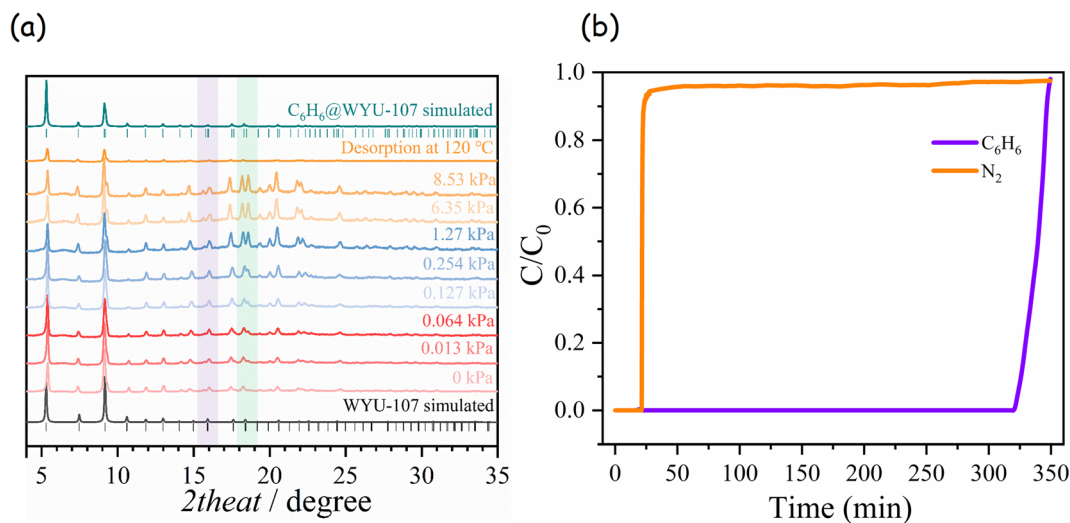 (a)
C₆H₆@WYU-107 simulated
Desorption at 120 ℃
8.53 kPa
6.35 kPa
1.27 kPa
0.254 kPa
0.127 kPa
0.064 kPa
0.013 kPa
0 kPa
WYU-107 simulated
5 10 15 20 25 30 35
2theat / degree
(b)
C/C₀
1.0
0.8
0.6
0.4
0.2
0.0
C₆H₆
N₂
0 50 100 150 200 250 300 350
Time (min)